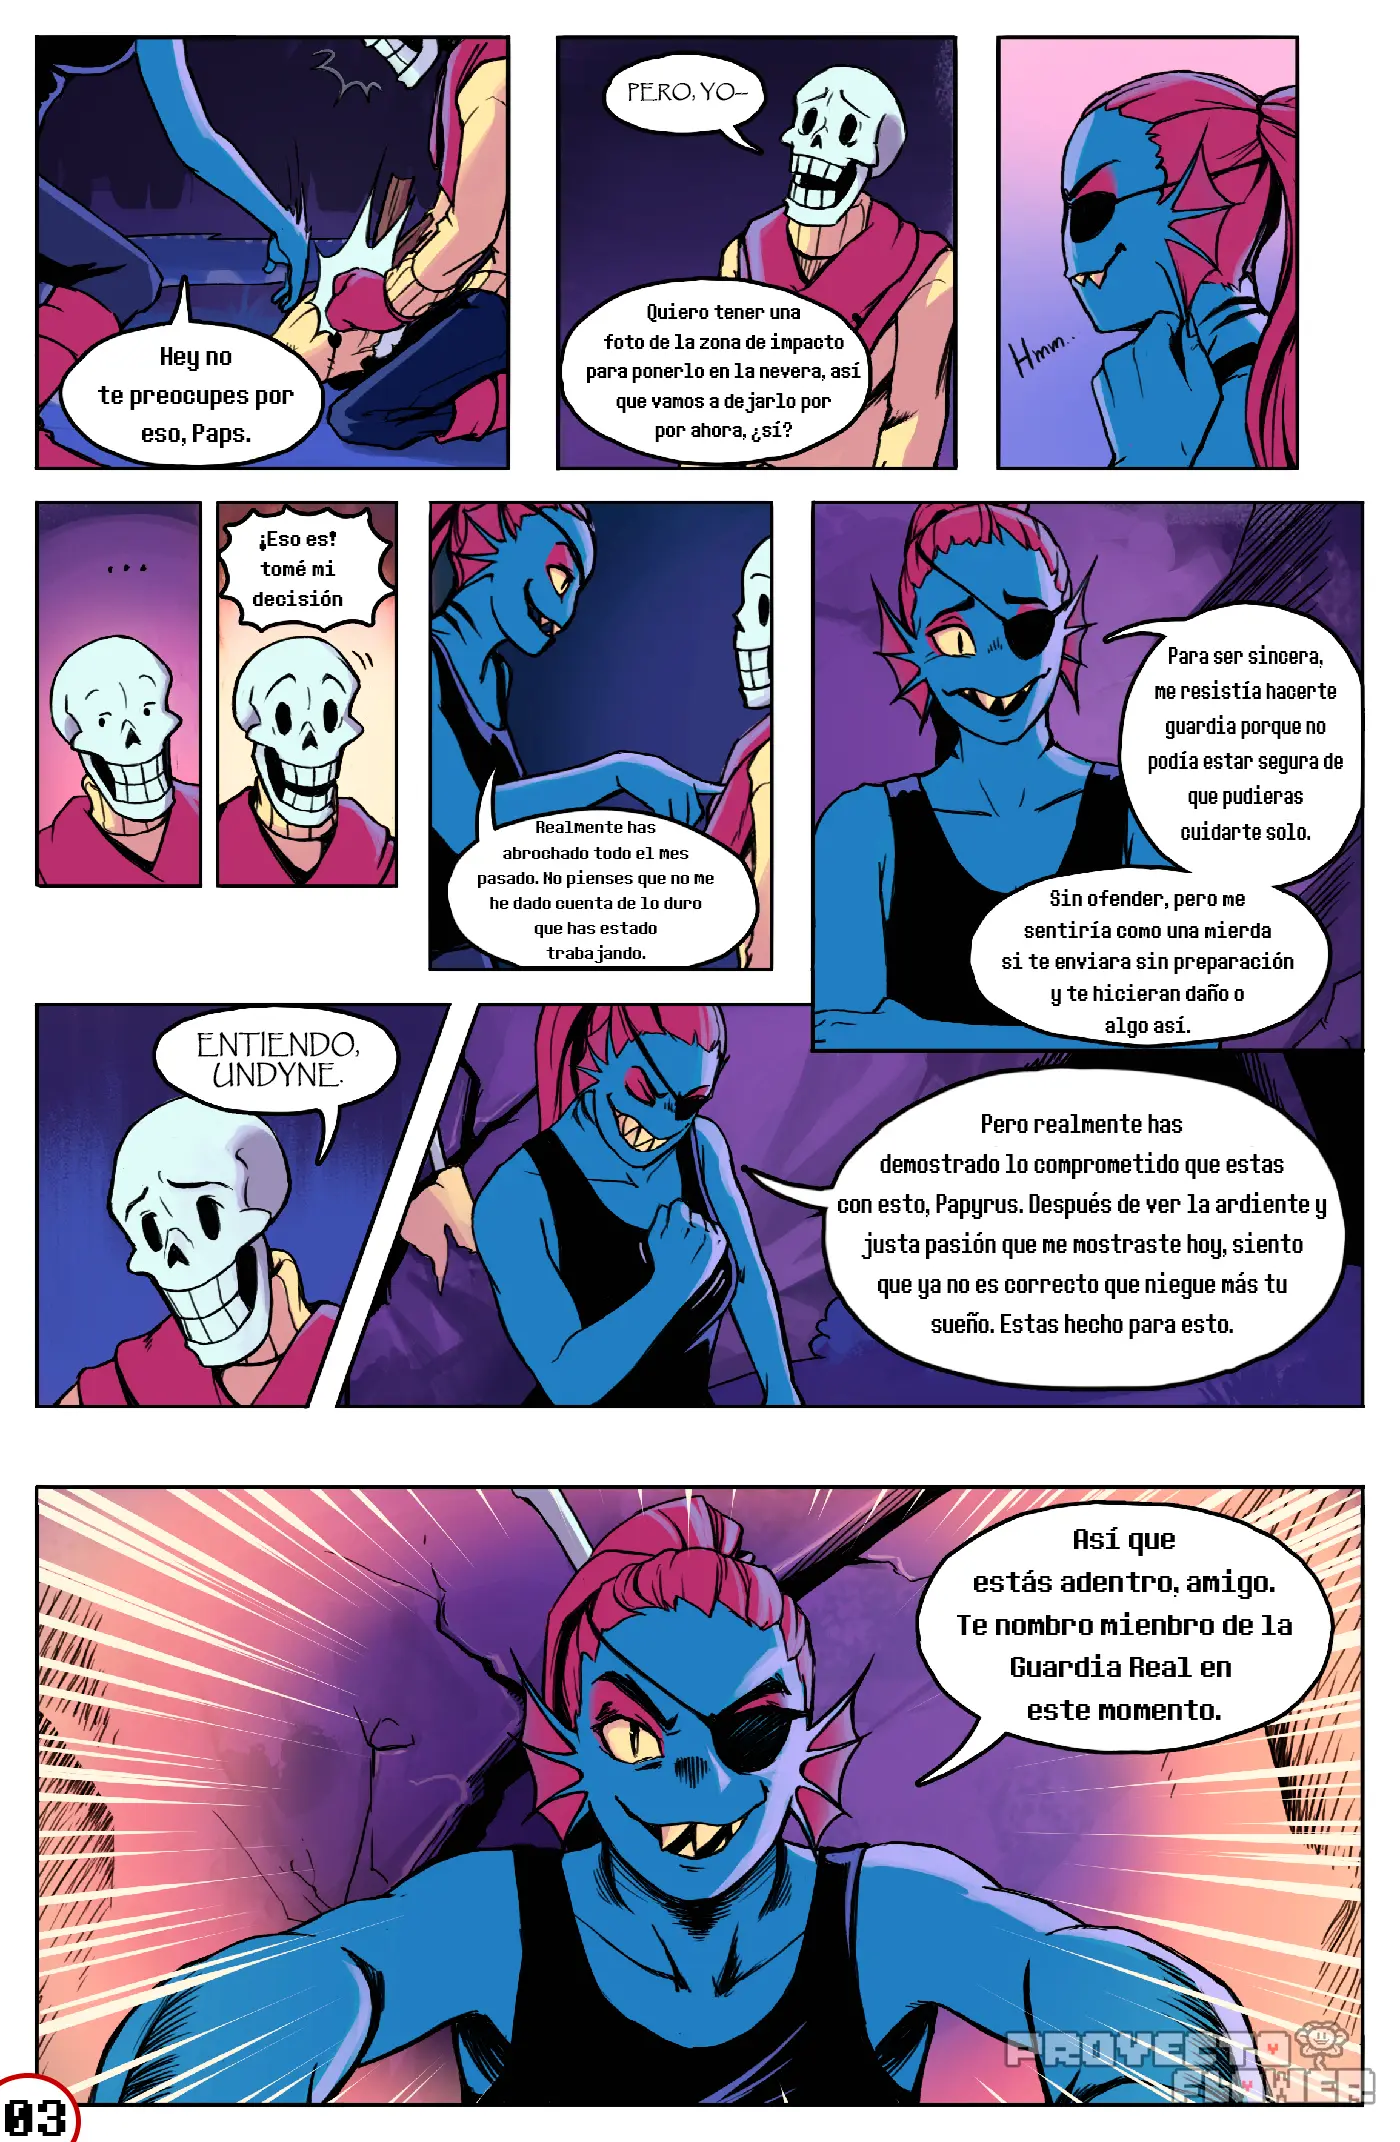 Hey no
te preocupes por
eso, Paps.
PERO, YO--
Quiero tener una
foto de la zona de impacto
para ponerlo en la nevera, así
que vamos a dejarlo por
por ahora, ¿sí?
Hmm..
...
¡Eso es!
tomé mi
decisión
Realmente has
abrochado todo el mes
pasado. No pienses que no me
he dado cuenta de lo duro
que has estado
trabajando.
Para ser sincera,
me resistía hacerte
guardia porque no
podía estar segura de
que pudieras
cuidarte solo.
Sin ofender, pero me
sentiría como una mierda
si te enviara sin preparación
y te hicieran daño o
algo así.
ENTIENDO,
UNDYNE.
Pero realmente has
demostrado lo comprometido que estas
con esto, Papyrus. Después de ver la ardiente y
justa pasión que me mostraste hoy, siento
que ya no es correcto que niegue más tu
sueño. Estas hecho para esto.
Así que
estás adentro, amigo.
Te nombro mienbro de la
Guardia Real en
este momento.
PROYECTO
FLOWER
03